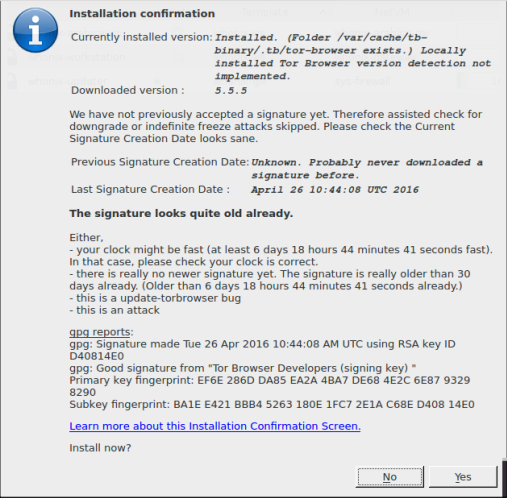 Installation confirmation
Currently installed version: Installed. (Folder /var/cache/tb-
binary/.tb/tor-browser exists.) Locally
installed Tor Browser version detection not
implemented.
Downloaded version : 5.5.5
We have not previously accepted a signature yet. Therefore assisted check for
downgrade or indefinite freeze attacks skipped. Please check the Current
Signature Creation Date looks sane.
Previous Signature Creation Date: Unknown. Probably never downloaded a
signature before.
Last Signature Creation Date : April 26 10:44:08 UTC 2016
The signature looks quite old already.
Either,
- your clock might be fast (at least 6 days 18 hours 44 minutes 41 seconds fast).
In that case, please check your clock is correct.
- there is really no newer signature yet. The signature is really older than 30
days already. (Older than 6 days 18 hours 44 minutes 41 seconds already.)
- this is a update-torbrowser bug
- this is an attack
gpg reports:
gpg: Signature made Tue 26 Apr 2016 10:44:08 AM UTC using RSA key ID
D40814E0
gpg: Good signature from "Tor Browser Developers (signing key) "
Primary key fingerprint: EF6E 286D DA85 EA2A 4BA7 DE68 4E2C 6E87 9329
8290
Subkey fingerprint: BA1E E421 BBB4 5263 180E 1FC7 2E1A C68E D408 14E0
Learn more about this Installation Confirmation Screen.
Install now?
No Yes